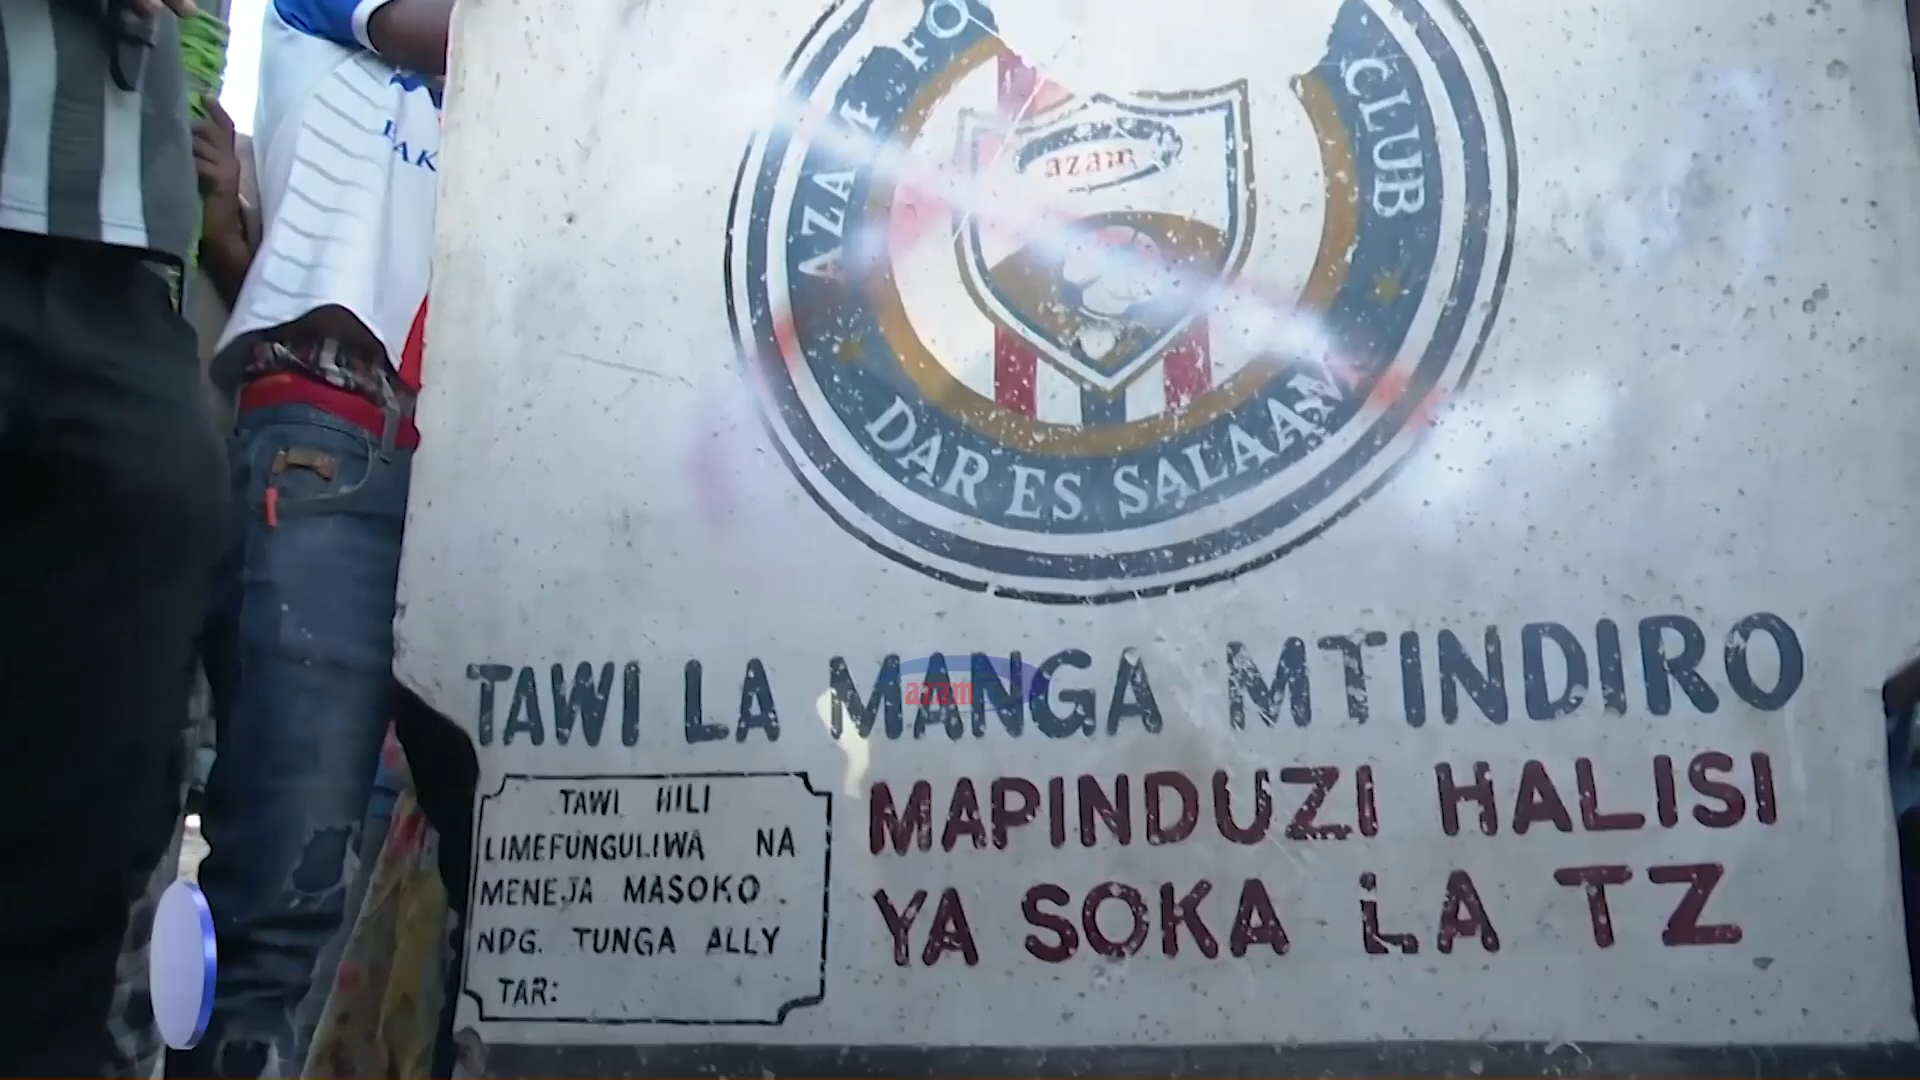 AZAM FO CLUB
azam
DAR ES SALAAM
TAWI LA MANGA MTINDIRO
azam
MAPINDUZI HALISI
YA SOKA LA TZ
TAWI HILI
LIMEFUNGULIWA NA
MENEJA MASOKO
NDG. TUNGA ALLY
TAR: